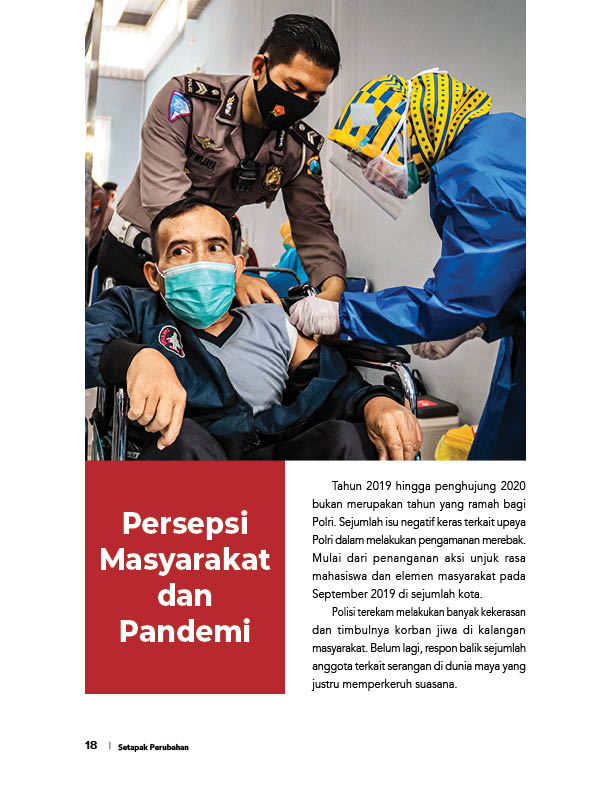 POLISI
WIJAYA
Persepsi
Masyarakat
dan
Pandemi
Tahun 2019 hingga penghujung 2020
bukan merupakan tahun yang ramah bagi
Polri. Sejumlah isu negatif keras terkait upaya
Polri dalam melakukan pengamanan merebak.
Mulai dari penanganan aksi unjuk rasa
mahasiswa dan elemen masyarakat pada
September 2019 di sejumlah kota.
Polisi terekam melakukan banyak kekerasan
dan timbulnya korban jiwa di kalangan
masyarakat. Belum lagi, respon balik sejumlah
anggota terkait serangan di dunia maya yang
justru memperkeruh suasana.
18 | Setapak Perubahan